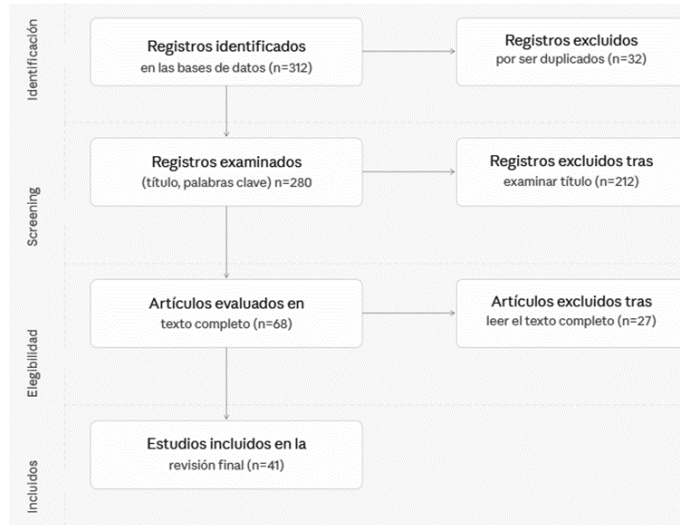 Identificación
Registros identificados
en las bases de datos (n=312)
Registros excluidos
por ser duplicados (n=32)
Screening
Registros examinados
(título, palabras clave) n=280
Registros excluidos tras
examinar título (n=212)
Elegibilidad
Artículos evaluados en
texto completo (n=68)
Artículos excluidos tras
leer el texto completo (n=27)
Incluidos
Estudios incluidos en la
revisión final (n=41)